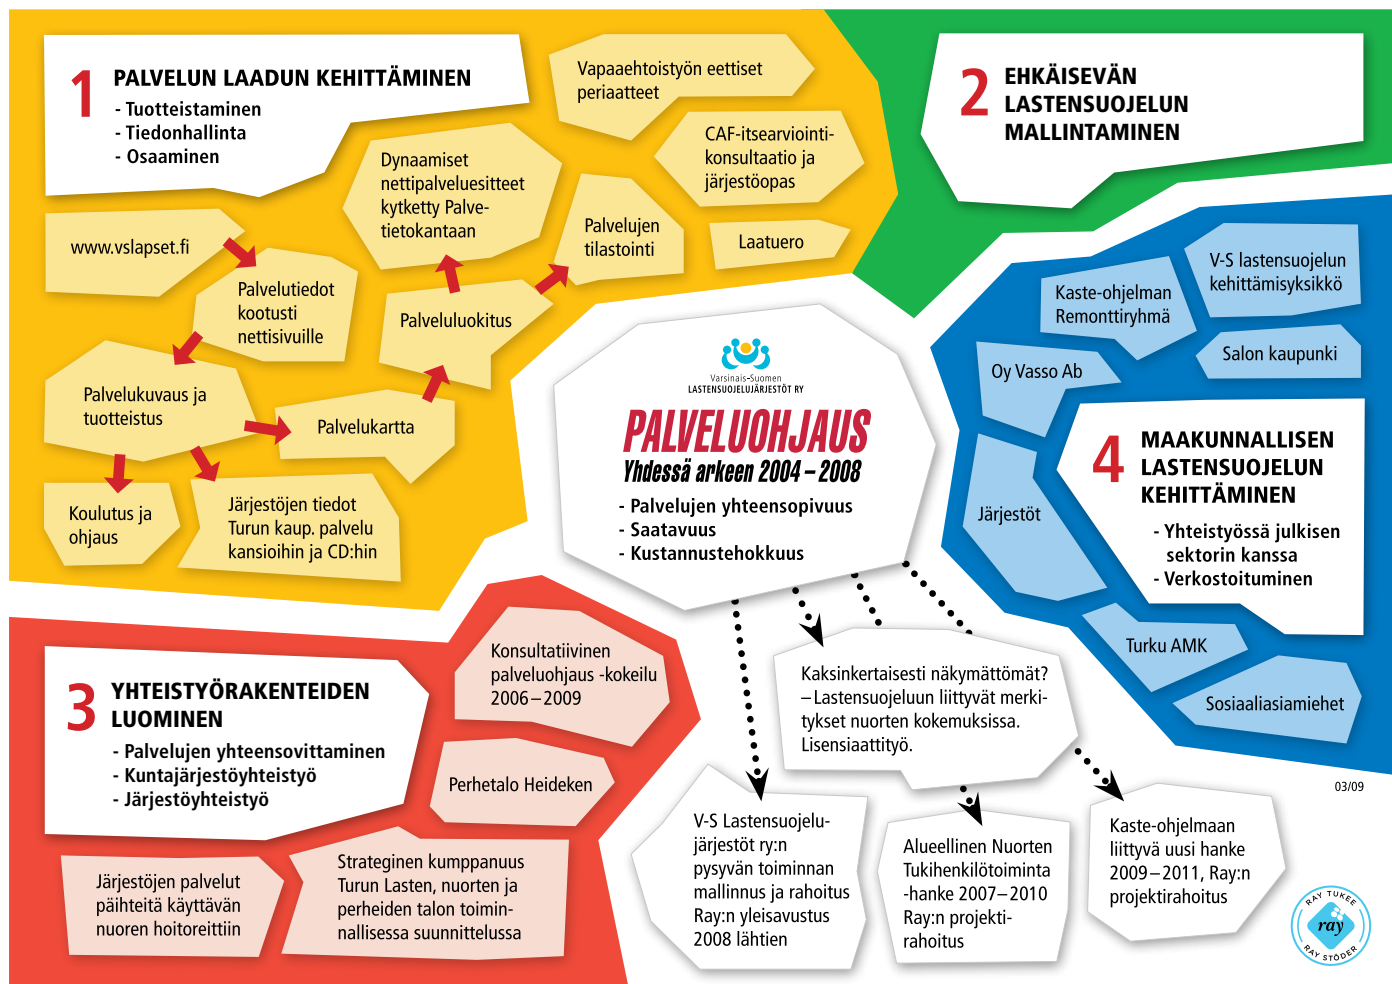 1
PALVELUN LAADUN KEHITTÄMINEN
- Tuotteistaminen
- Tiedonhallinta
- Osaaminen
Vapaaehtoistyön eettiset
periaatteet
CAF-itsearviointi-
konsultaatio ja
järjestöopas
Laatuero
Dynaamiset
nettipalveluesitteet
kytketty Palve-
tietokantaan
Palvelujen
tilastointi
www.vslapset.fi
Palvelutiedot
kootusti
nettisivuille
Palveluluokitus
Palvelukuvaus ja
tuotteistus
Palvelukartta
Koulutus ja
ohjaus
Järjestöjen tiedot
Turun kaup. palvelu
kansioihin ja CD:hin
2
EHKÄISEVÄN
LASTENSUOJELUN
MALLINTAMINEN
Varsinais-Suomen
LASTENSUOJELUJÄRJESTÖT RY
PALVELUOHJAUS
Yhdessä arkeen 2004 – 2008
- Palvelujen yhteensopivuus
- Saatavuus
- Kustannustehokkuus
V-S lastensuojelun
kehittämisyksikkö
Kaste-ohjelman
Remonttiryhmä
Salon kaupunki
Oy Vasso Ab
4
MAAKUNNALLISEN
LASTENSUOJELUN
KEHITTÄMINEN
- Yhteistyössä julkisen
sektorin kanssa
- Verkostoituminen
Järjestöt
Turku AMK
Sosiaaliasiamiehet
3
YHTEISTYÖRAKENTEIDEN
LUOMINEN
- Palvelujen yhteensovittaminen
- Kuntajärjestöyhteistyö
- Järjestöyhteistyö
Konsultatiivinen
palveluohjaus -kokeilu
2006 – 2009
Perhetalo Heideken
Järjestöjen palvelut
päihteitä käyttävän
nuoren hoitoreittiin
Strateginen kumppanuus
Turun Lasten, nuorten ja
perheiden talon toimin-
nallisessa suunnittelussa
Kaksinkertaisesti näkymättömät?
– Lastensuojeluun liittyvät merki-
tykset nuorten kokemuksissa.
Lisensiaattityö.
V-S Lastensuojelu-
järjestöt ry:n
pysyvän toiminnan
mallinnus ja rahoitus
Ray:n yleisavustus
2008 lähtien
Alueellinen Nuorten
Tukihenkilötoiminta
-hanke 2007 – 2010
Ray:n projekti-
rahoitus
Kaste-ohjelmaan
liittyvä uusi hanke
2009 – 2011, Ray:n
projektirahoitus
03/09
RAY TUKEE
ray
RAY STÖDER